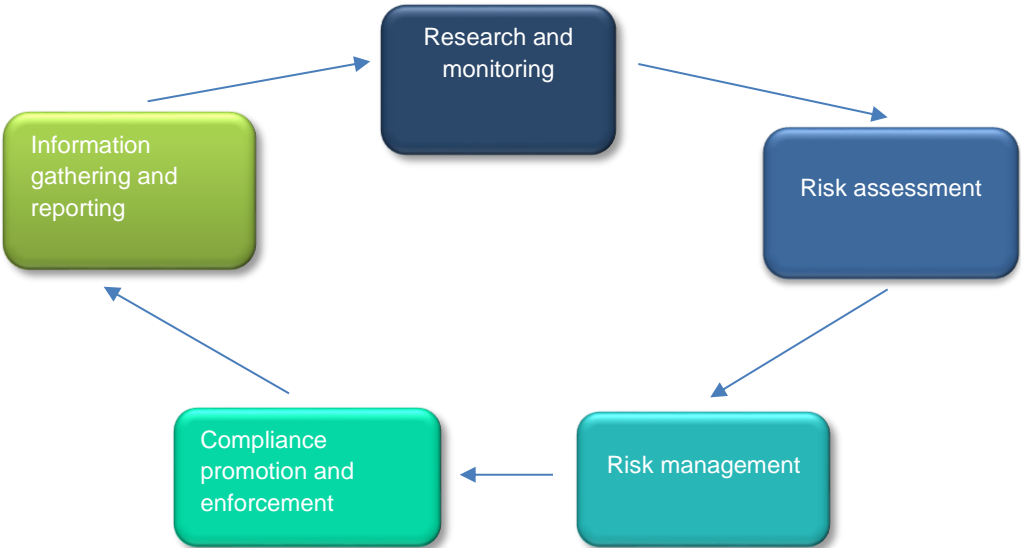 Research and
monitoring
Risk assessment
Risk management
Compliance
promotion and
enforcement
Information
gathering and
reporting